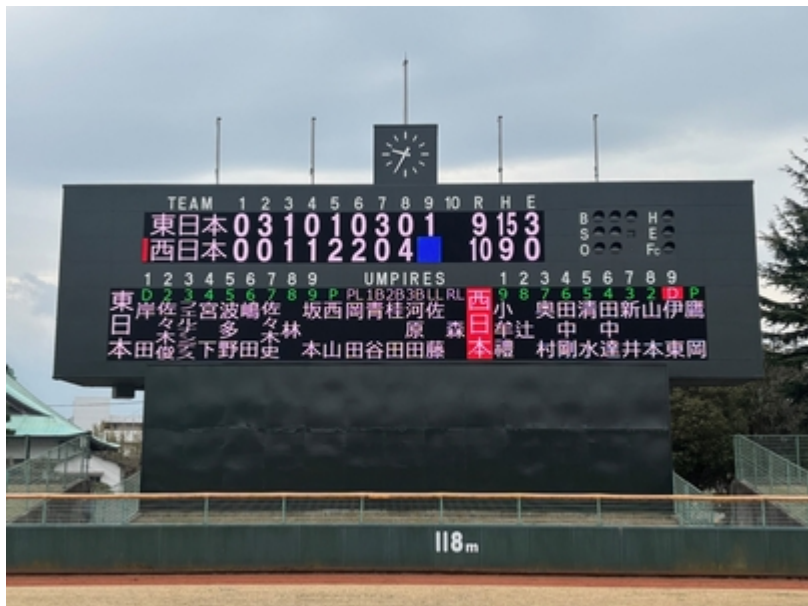 TEAM 1 2 3 4 5 6 7 8 9 10 R H E
東日本 0 3 1 0 1 0 3 0 1 9 15 3
西日本 0 0 1 1 2 2 0 4 10 9 0
B H
S E
O Fc
1 2 3 4 5 6 7 8 9 UMPIRES 1 2 3 4 5 6 7 8 9
D 2 3 4 5 6 7 8 9 P PL 1B 2B 3B LL RL 9 8 7 6 5 4 3 2 D P
東日本 岸田 佐々木俊 宮下 波多野 嶋田 佐々木史 林 坂本 西山 岡田 青谷 桂田 河原田 佐藤 森
西日本 小牟禮 辻 奥村 田中剛 清水 田中達 新井 山本 伊東 鷹岡
118m